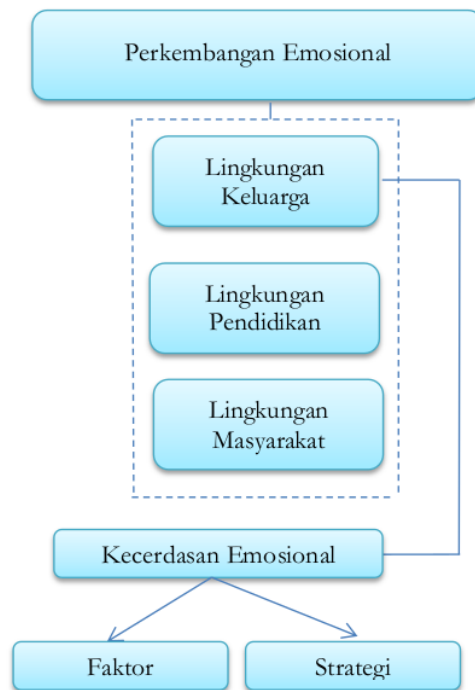 Perkembangan Emosional
Lingkungan
Keluarga
Lingkungan
Pendidikan
Lingkungan
Masyarakat
Kecerdasan Emosional
Faktor
Strategi